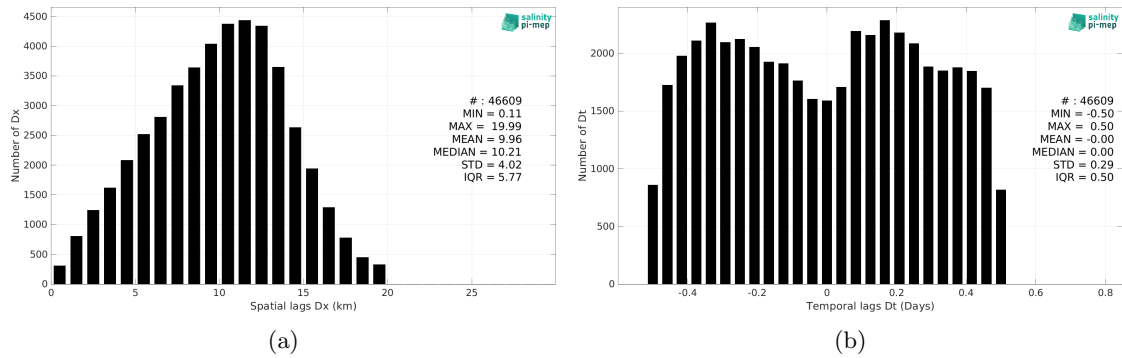 4500
4000
3500
3000
2500
2000
1500
1000
500
0
Number of Dx
salinity
pi-mep
# : 46609
MIN = 0.11
MAX = 19.99
MEAN = 9.96
MEDIAN = 10.21
STD = 4.02
IQR = 5.77
0 5 10 15 20 25
Spatial lags Dx (km)
(a)
2000
1500
1000
500
0
Number of Dt
salinity
pi-mep
# : 46609
MIN = -0.50
MAX = 0.50
MEAN = -0.00
MEDIAN = 0.00
STD = 0.29
IQR = 0.50
-0.4 -0.2 0 0.2 0.4 0.6 0.8
Temporal lags Dt (Days)
(b)